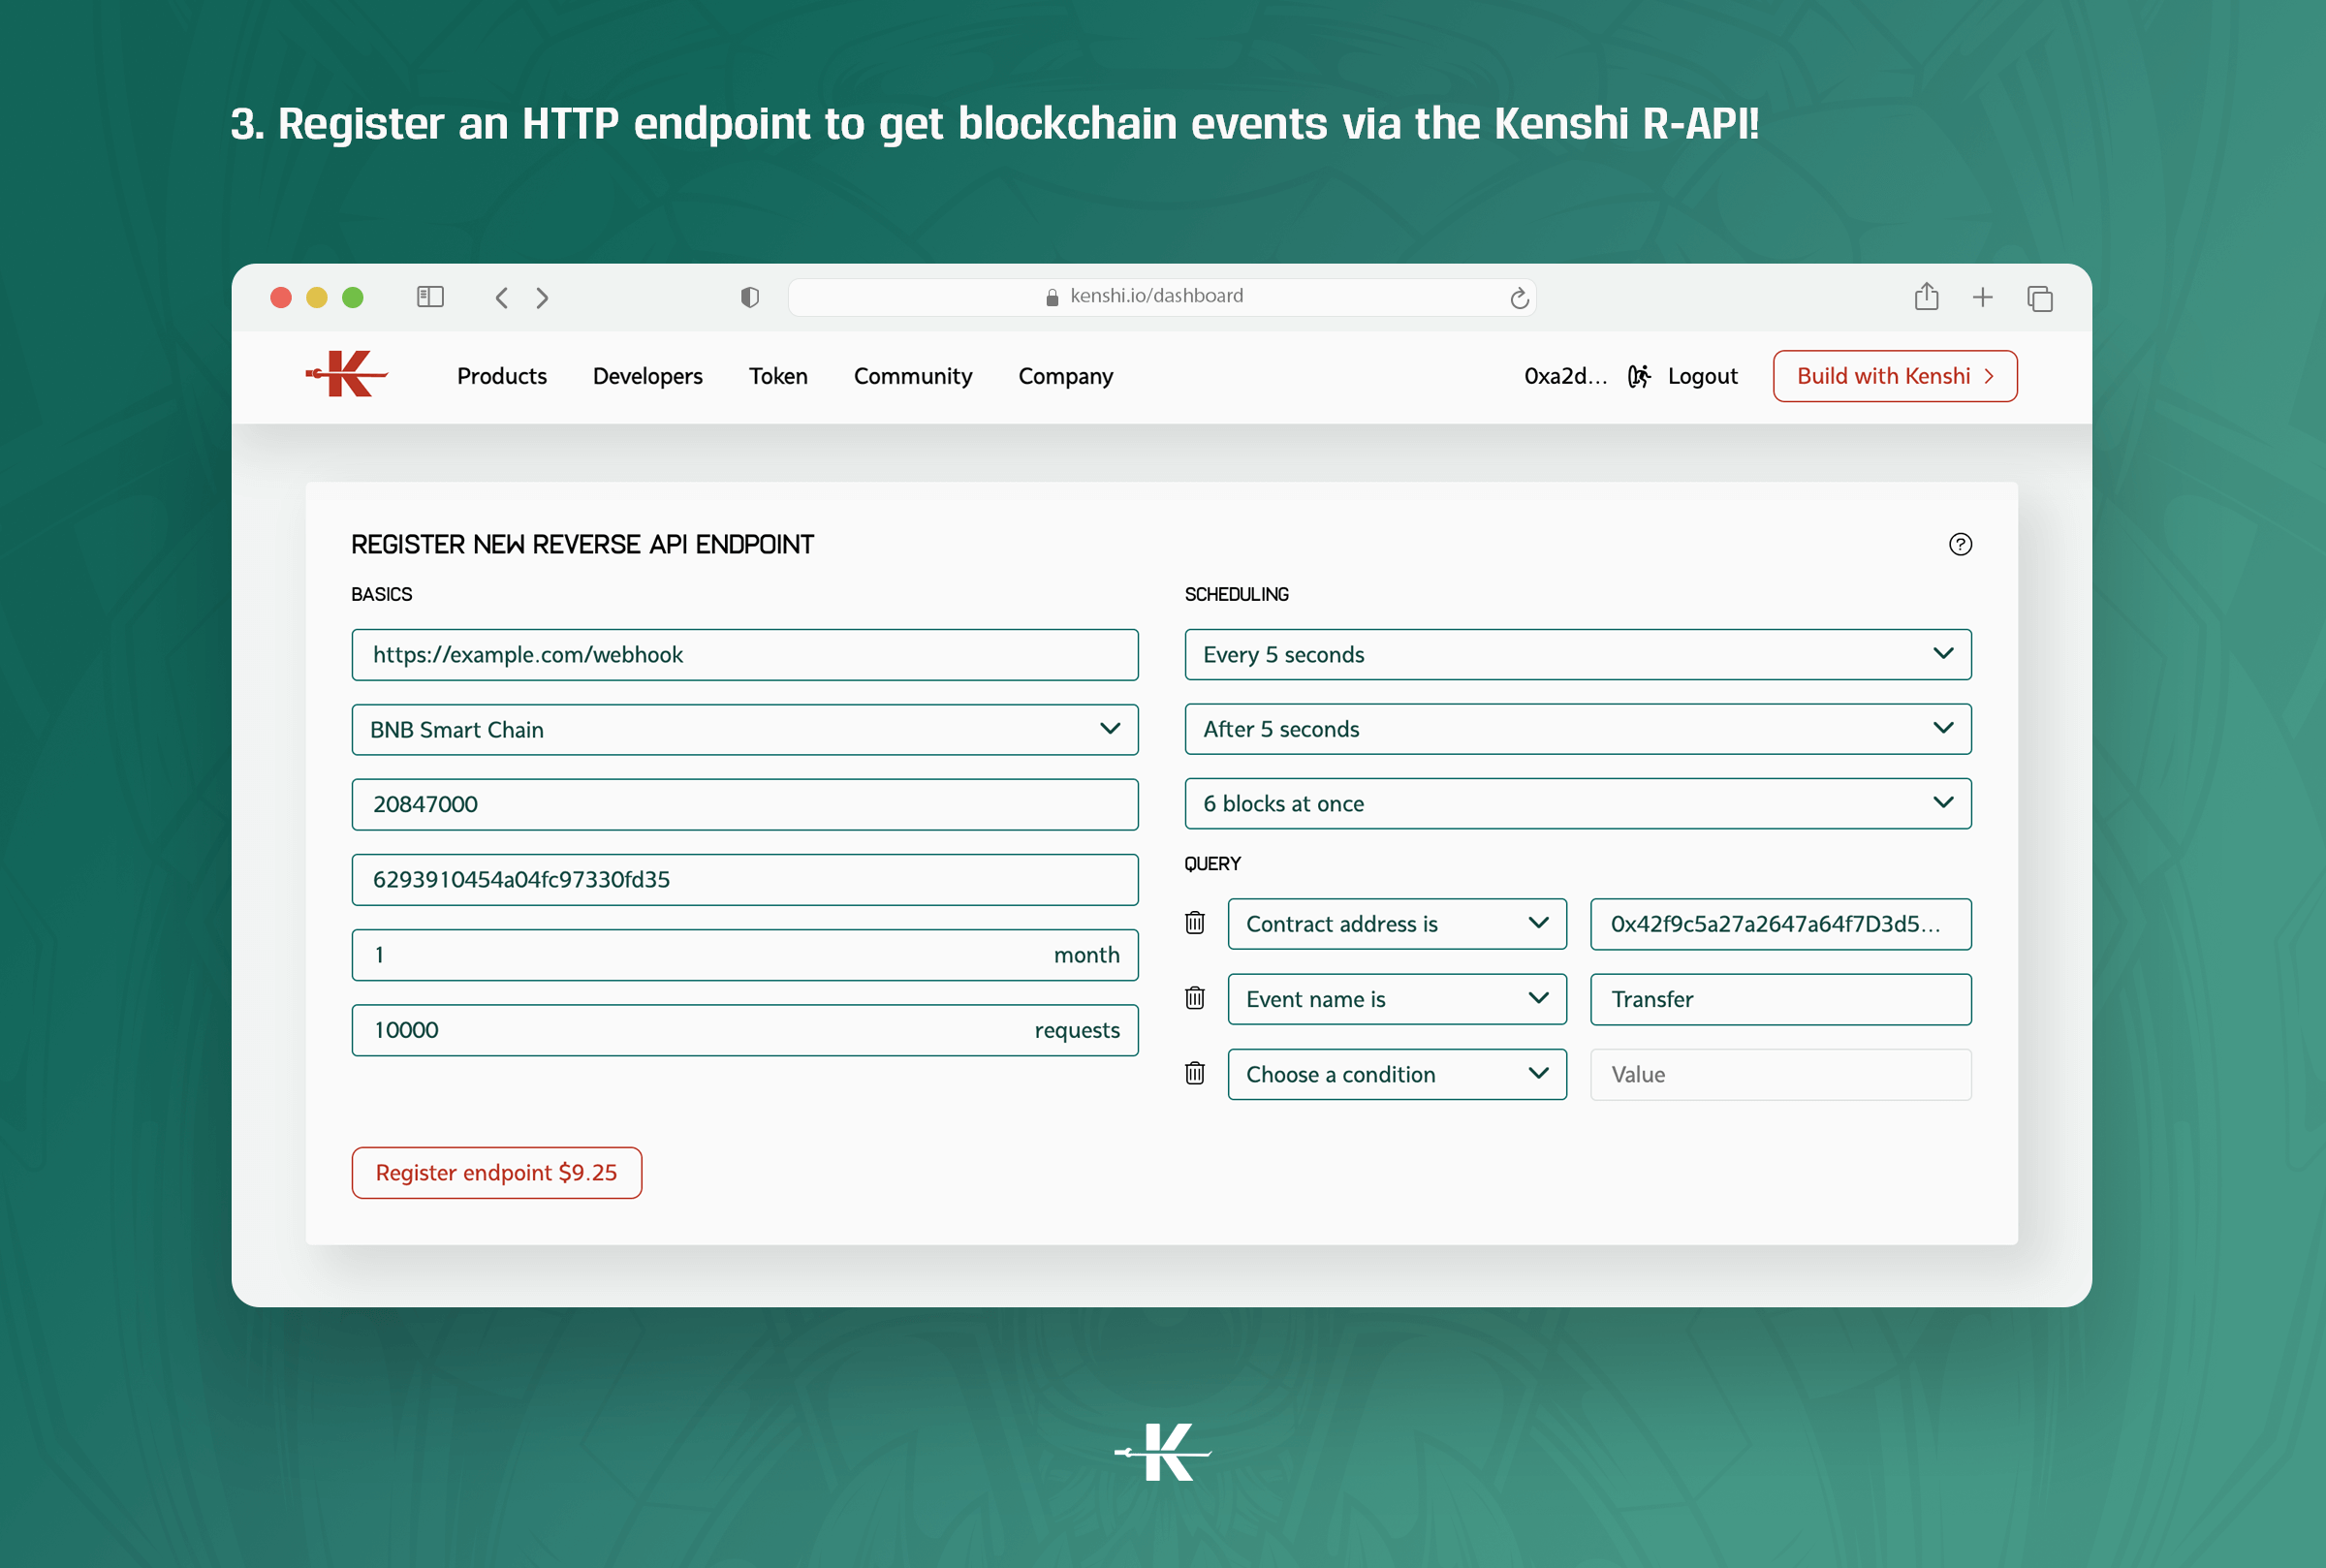 3. Register an HTTP endpoint to get blockchain events via the Kenshi R-API!
kenshi.io/dashboard
K
Products Developers Token Community Company 0xa2d... Logout Build with Kenshi
REGISTER NEW REVERSE API ENDPOINT
BASICS
https://example.com/webhook
BNB Smart Chain
20847000
6293910454a04fc97330fd35
1 month
10000 requests
Register endpoint $9.25
SCHEDULING
Every 5 seconds
After 5 seconds
6 blocks at once
QUERY
Contract address is 0x42f9c5a27a2647a64f7D3d5...
Event name is Transfer
Choose a condition Value
K